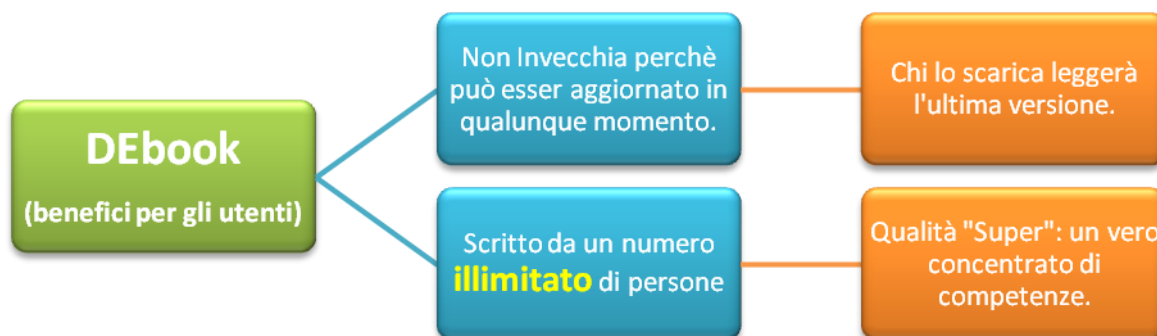 DEbook
(benefici per gli utenti)
Non Invecchia perchè
può esser aggiornato in
qualunque momento.
Chi lo scarica leggerà
l'ultima versione.
Scritto da un numero
illimitato di persone
Qualità "Super": un vero
concentrato di
competenze.